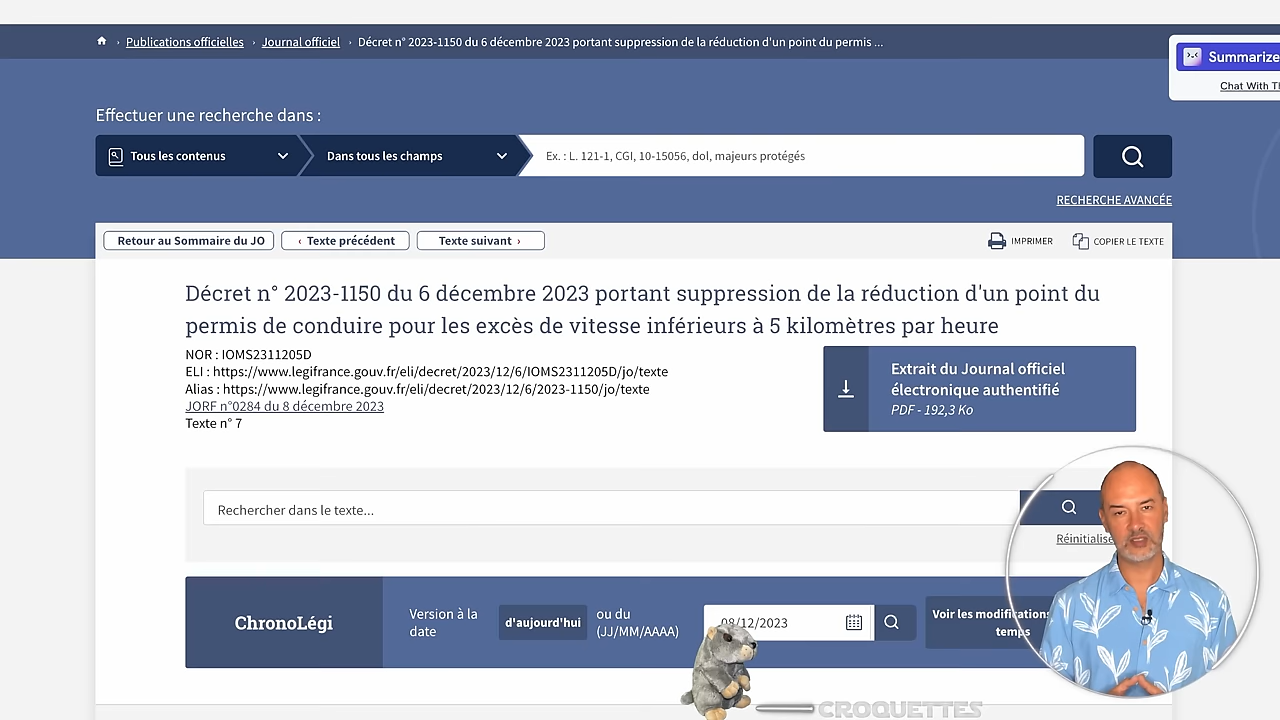 Publications officielles › Journal officiel › Décret n° 2023-1150 du 6 décembre 2023 portant suppression de la réduction d'un point du permis ...
Summarize
Chat With Th
Effectuer une recherche dans :
Tous les contenus
Dans tous les champs
Ex. : L. 121-1, CGI, 10-15056, dol, majeurs protégés
RECHERCHE AVANCÉE
Retour au Sommaire du JO
‹ Texte précédent
Texte suivant ›
IMPRIMER
COPIER LE TEXTE
Décret n° 2023-1150 du 6 décembre 2023 portant suppression de la réduction d'un point du
permis de conduire pour les excès de vitesse inférieurs à 5 kilomètres par heure
NOR : IOMS2311205D
ELI : https://www.legifrance.gouv.fr/eli/decret/2023/12/6/IOMS2311205D/jo/texte
Alias : https://www.legifrance.gouv.fr/eli/decret/2023/12/6/2023-1150/jo/texte
JORF n°0284 du 8 décembre 2023
Texte n° 7
Extrait du Journal officiel
électronique authentifié
PDF - 192,3 Ko
Rechercher dans le texte...
Réinitialise
ChronoLégi
Version à la
date
d'aujourd'hui
ou du
(JJ/MM/AAAA)
08/12/2023
Voir les modifications
temps
CROQUETTES